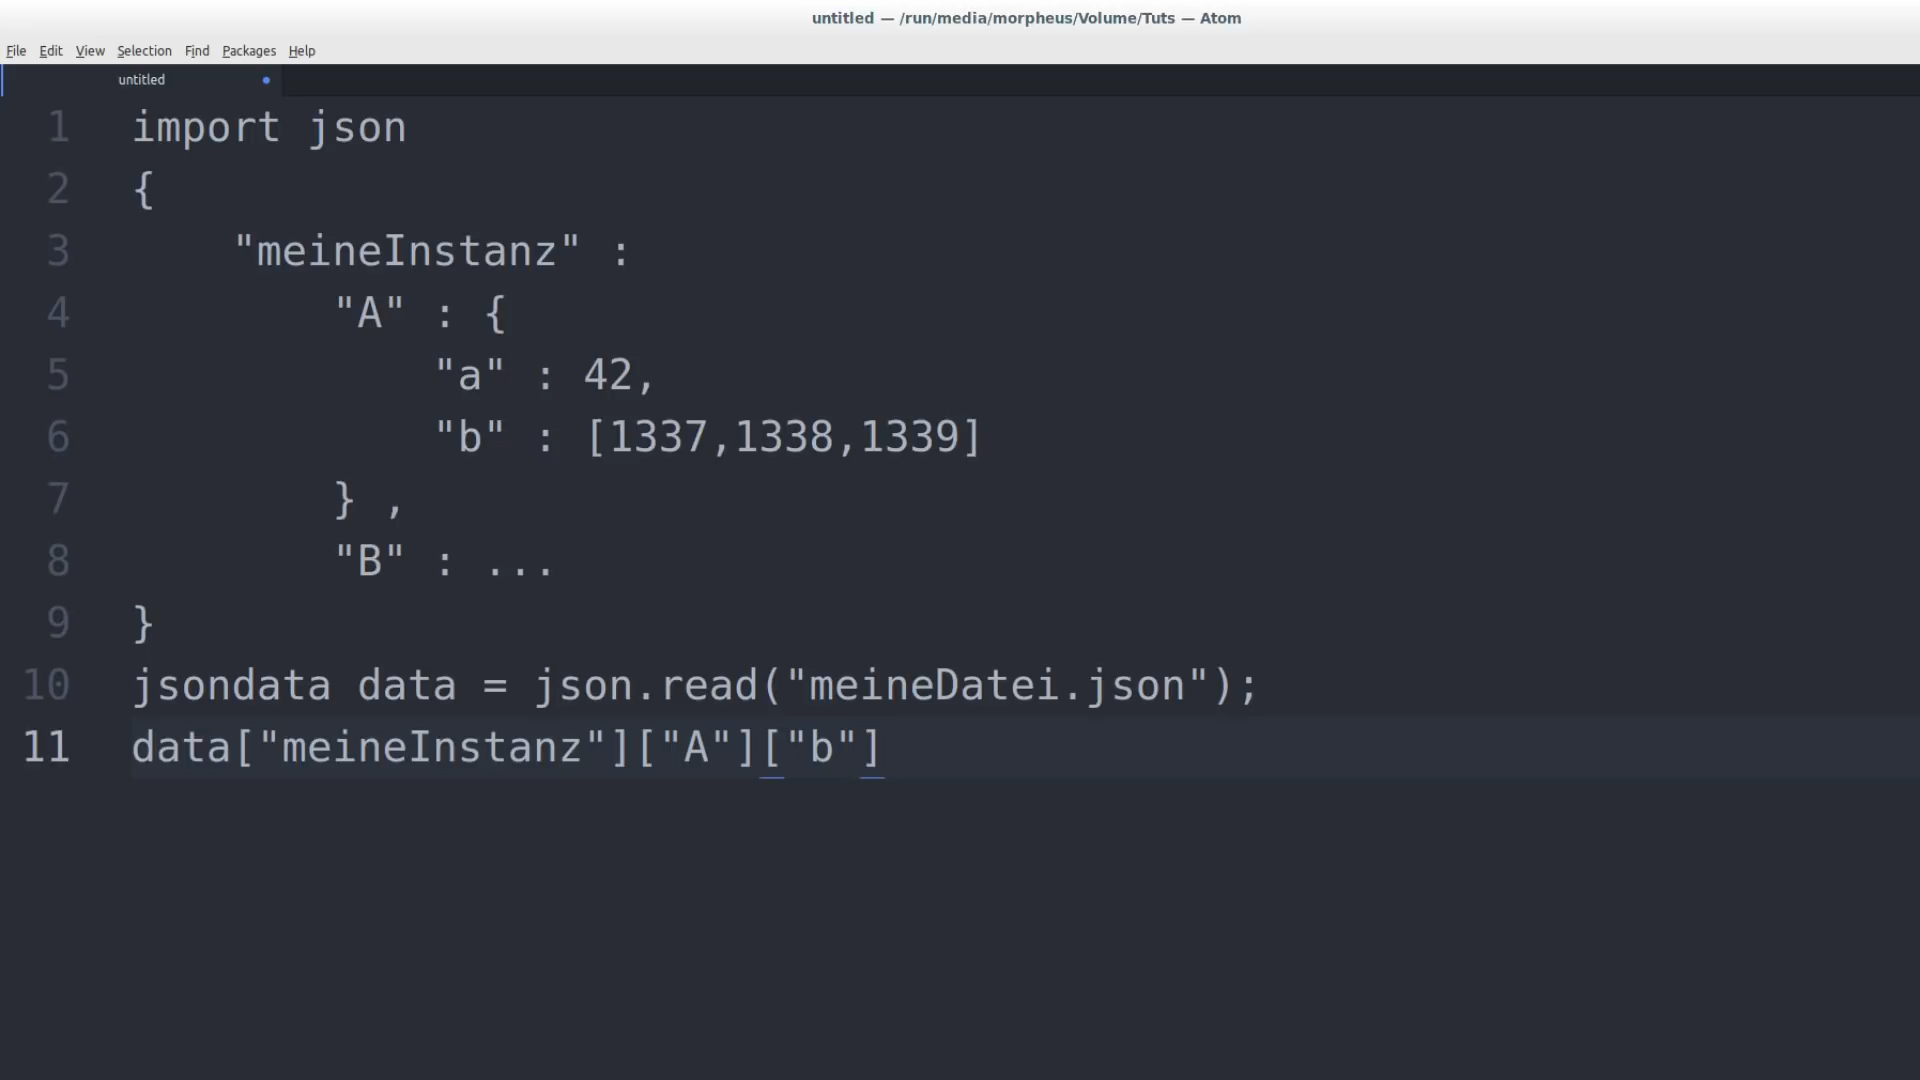 untitled — /run/media/morpheus/Volume/Tuts — Atom
File Edit View Selection Find Packages Help
untitled
1 import json
2 {
3     "meineInstanz" :
4         "A" : {
5             "a" : 42,
6             "b" : [1337,1338,1339]
7         } ,
8         "B" : ...
9 }
10 jsondata data = json.read("meineDatei.json");
11 data["meineInstanz"]["A"]["b"]